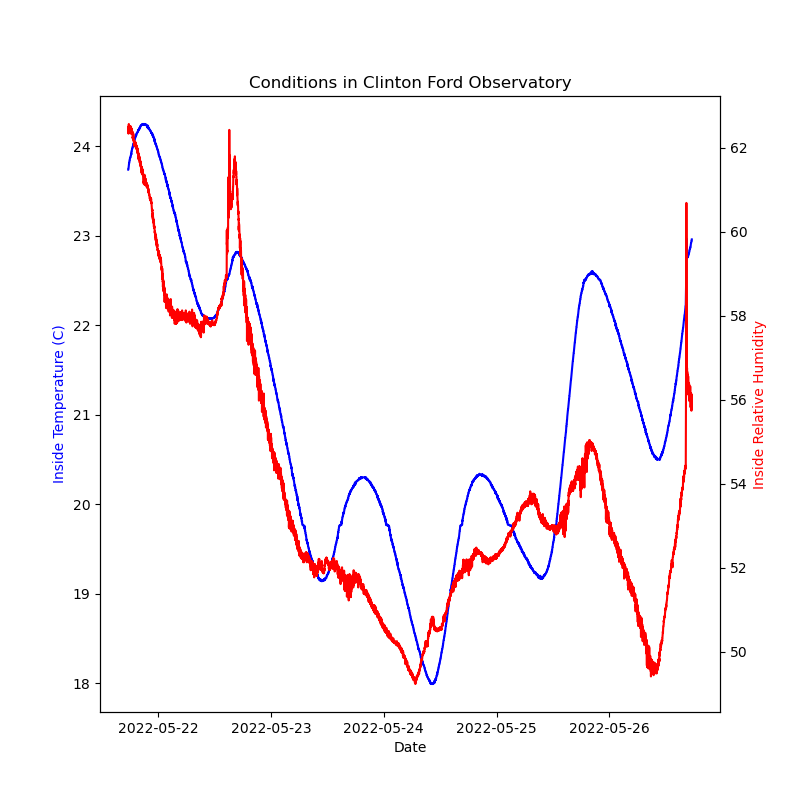 Conditions in Clinton Ford Observatory
Inside Temperature (C)
24
23
22
21
20
19
18
62
60
58
56
54
52
50
Inside Relative Humidity
2022-05-22 2022-05-23 2022-05-24 2022-05-25 2022-05-26
Date